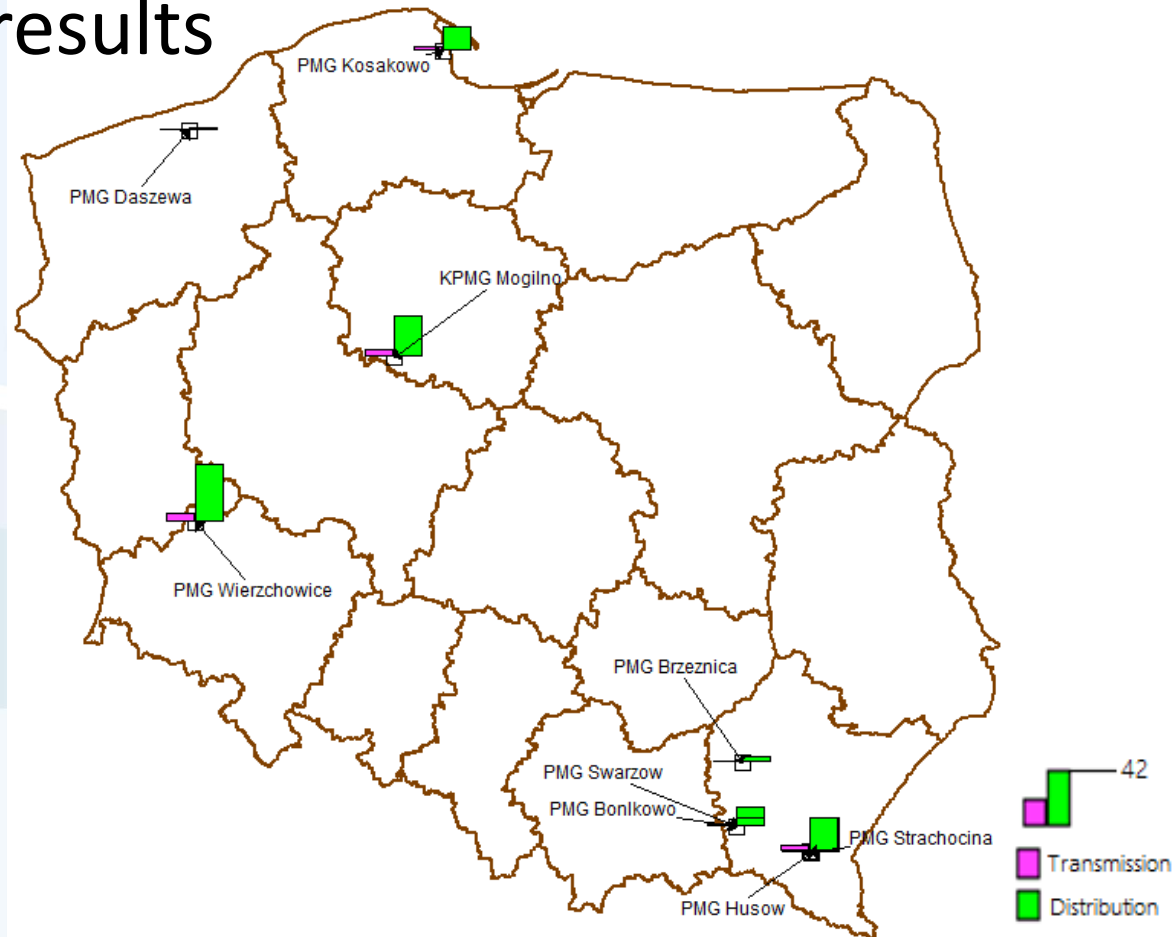 results
PMG Kosakowo
PMG Daszewa
KPMG Mogilno
PMG Wierzchowice
PMG Brzeznica
PMG Swarzow
PMG Bonlkowo
PMG Strachocina
PMG Husow
42
Transmission
Distribution